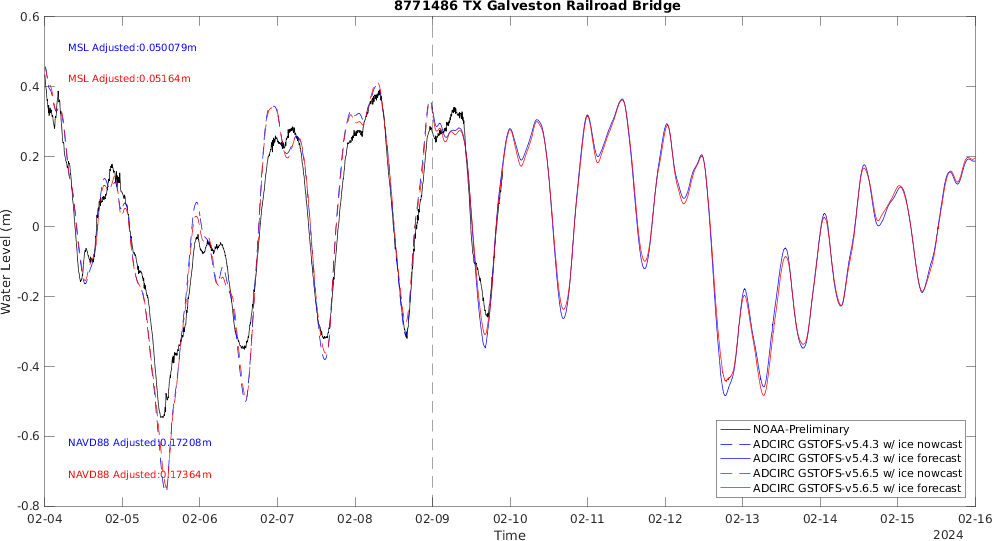 8771486 TX Galveston Railroad Bridge
0.6
0.4
0.2
0
-0.2
-0.4
-0.6
-0.8
Water Level (m)
MSL Adjusted:0.050079m
MSL Adjusted:0.05164m
NAVD88 Adjusted:0.17208m
NAVD88 Adjusted:0.17364m
NOAA-Preliminary
ADCIRC GSTOFS-v5.4.3 w/ ice nowcast
ADCIRC GSTOFS-v5.4.3 w/ ice forecast
ADCIRC GSTOFS-v5.6.5 w/ ice nowcast
ADCIRC GSTOFS-v5.6.5 w/ ice forecast
02-04 02-05 02-06 02-07 02-08 02-09 02-10 02-11 02-12 02-13 02-14 02-15 02-16
Time
2024